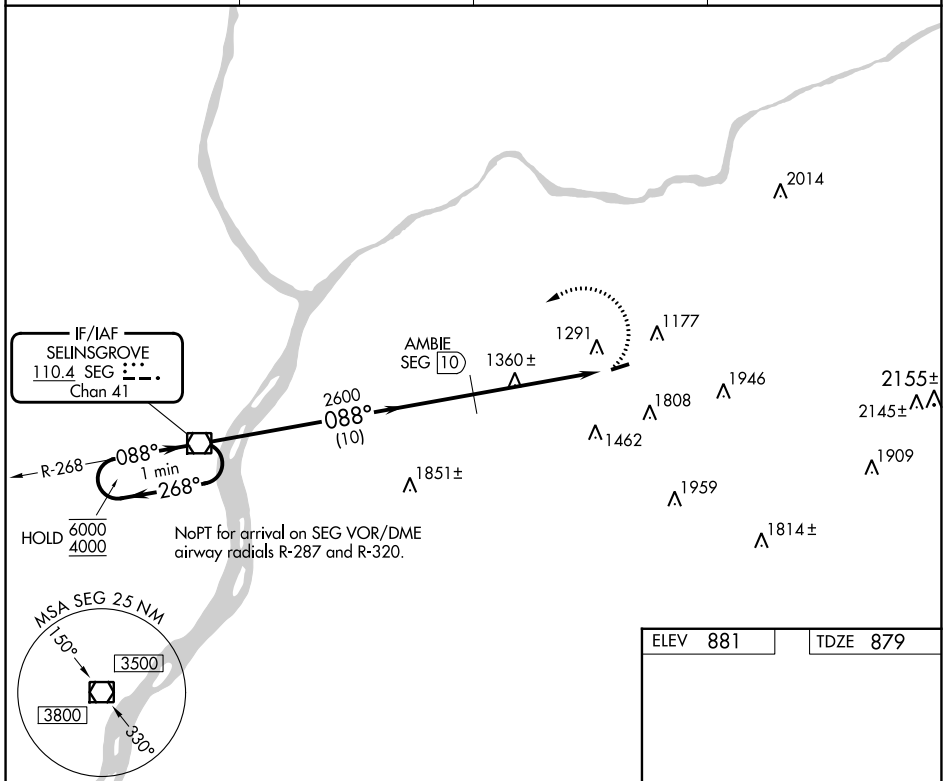 2014
IF/IAF
SELINSGROVE
110.4 SEG
Chan 41
AMBIE
SEG 10
1360 ±
1291
1177
2600
088°
(10)
1808
1946
2155±
2145±
1462
1909
R-268
088°
1 min
268°
1851±
1959
1814 ±
HOLD 6000
4000
NoPT for arrival on SEG VOR/DME
airway radials R-287 and R-320.
MSA SEG 25 NM
150°
3500
3800
330°
ELEV 881
TDZE 879